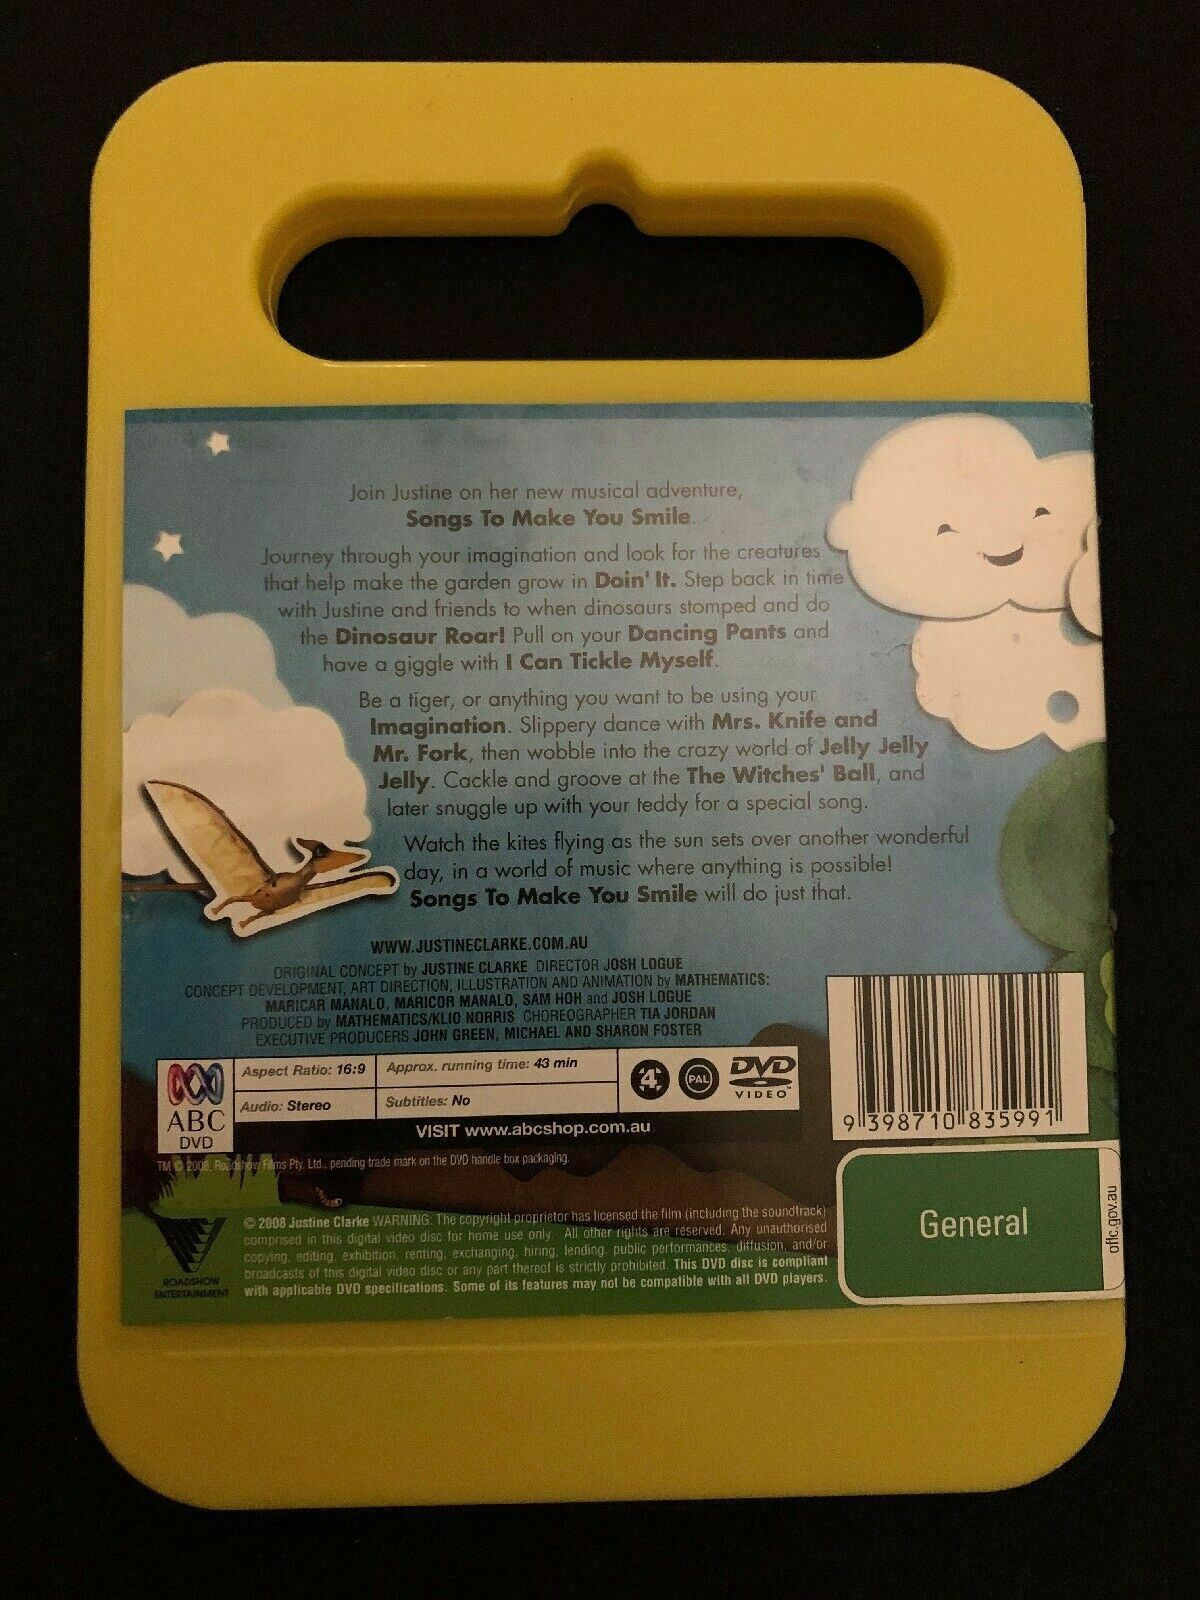 Join Justine on her new musical adventure,
Songs To Make You Smile.
Journey through your imagination and look for the creatures
that help make the garden grow in Doin' It. Step back in time
with Justine and friends to when dinosaurs stomped and do
the Dinosaur Roar! Pull on your Dancing Pants and
have a giggle with I Can Tickle Myself.
Be a tiger, or anything you want to be using your
Imagination. Slippery dance with Mrs. Knife and
Mr. Fork, then wobble into the crazy world of Jelly Jelly
Jelly. Cackle and groove at the The Witches' Ball, and
later snuggle up with your teddy for a special song.
Watch the kites flying as the sun sets over another wonderful
day, in a world of music where anything is possible!
Songs To Make You Smile will do just that.
WWW.JUSTINECLARKE.COM.AU
ORIGINAL CONCEPT by JUSTINE CLARKE DIRECTOR JOSH LOGUE
CONCEPT DEVELOPMENT, ART DIRECTION, ILLUSTRATION AND ANIMATION by MATHEMATICS:
MARICAR MANALO, MARICOR MANALO, SAM HOH and JOSH LOGUE
PRODUCED by MATHEMATICS/KLIO NORRIS CHOREOGRAPHER TIA JORDAN
EXECUTIVE PRODUCERS JOHN GREEN, MICHAEL AND SHARON FOSTER
ABC
DVD
Aspect Ratio: 16:9
Approx. running time: 43 min
Audio: Stereo
Subtitles: No
4
PAL
DVD
VIDEO
VISIT www.abcshop.com.au
9 398710 835991
TM © 2008, Roadshow Films Pty. Ltd., pending trade mark on the DVD handle box packaging.
ROADSHOW
ENTERTAINMENT
© 2008 Justine Clarke WARNING: The copyright proprietor has licensed the film (including the soundtrack)
comprised in this digital video disc for home use only. All other rights are reserved. Any unauthorised
copying, editing, exhibition, renting, exchanging, hiring, lending, public performances, diffusion, and/or
broadcasts of this digital video disc or any part thereof is strictly prohibited. This DVD disc is compliant
with applicable DVD specifications. Some of its features may not be compatible with all DVD players.
General
oflc.gov.au